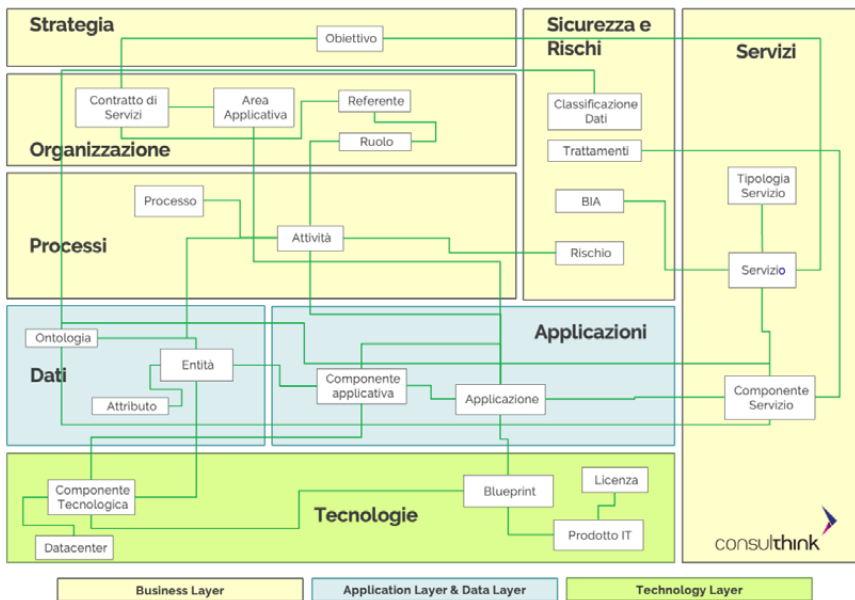 Strategia
Obiettivo
Sicurezza e
Rischi
Servizi
Contratto di
Servizi
Area
Applicativa
Referente
Ruolo
Organizzazione
Classificazione
Dati
Trattamenti
Tipologia
Servizio
Processo
BIA
Processi
Attività
Rischio
Servizio
Ontologia
Applicazioni
Entità
Dati
Componente
applicativa
Attributo
Applicazione
Componente
Servizio
Componente
Tecnologica
Blueprint
Licenza
Tecnologie
Datacenter
Prodotto IT
consulthink
Business Layer
Application Layer & Data Layer
Technology Layer